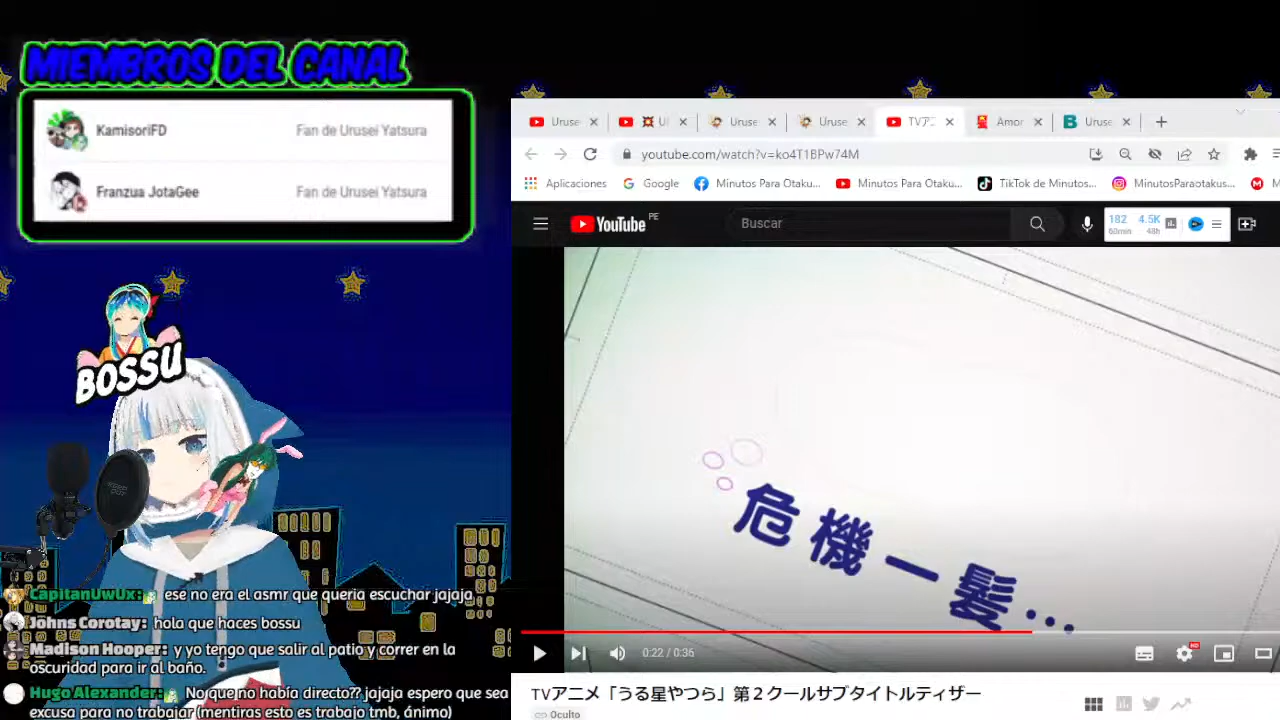 MIEMBROS DEL CANAL
KamisoriFD Fan de Urusei Yatsura
Franzua JotaGee Fan de Urusei Yatsura
BOSSU
CapitanUwUx: ese no era el asmr que queria escuchar jajaja
Johns Corotay: hola que haces bossu
Madison Hooper: y yo tengo que salir al patio y correr en la
oscuridad para ir al baño.
Hugo Alexander: No que no había directo?? jajaja espero que sea
excusa para no trabajar (mentiras esto es trabajo tmb, ánimo)
Uruse Uruse Uruse TVアニ Amor Uruse
youtube.com/watch?v=ko4T1BPw74M
Aplicaciones Google Minutos Para Otaku... Minutos Para Otaku... TikTok de Minutos... MinutosParaotakus...
YouTube PE Buscar 182 60min 4.5K 48h
危機一髪...
0:22 / 0:36 HD
TVアニメ「うる星やつら」第2クールサブタイトルティザー
Oculto